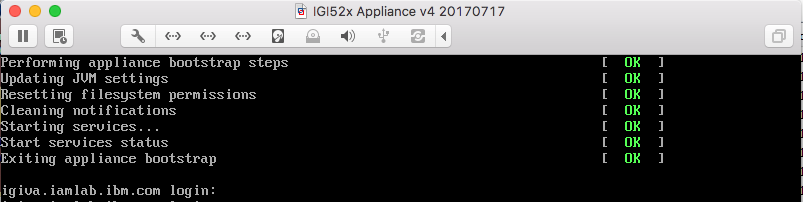 IGI52x Appliance v4 20170717
Performing appliance bootstrap steps [ OK ]
Updating JVM settings [ OK ]
Resetting filesystem permissions [ OK ]
Cleaning notifications [ OK ]
Starting services... [ OK ]
Start services status [ OK ]
Exiting appliance bootstrap [ OK ]
igiva.iamlab.ibm.com login: